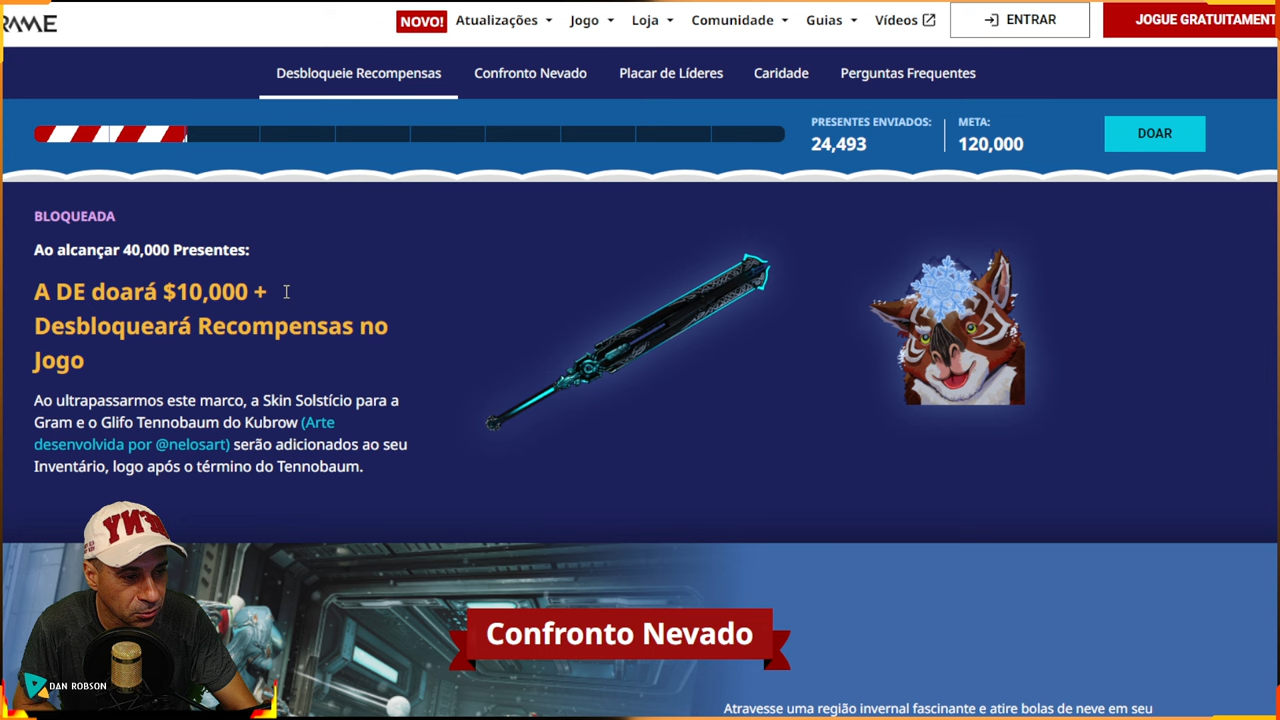 NOVO! Atualizações Jogo Loja Comunidade Guias Vídeos ENTRAR
Desbloqueie Recompensas Confronto Nevado Placar de Líderes Caridade Perguntas Frequentes
PRESENTES ENVIADOS: META:
24,493 120,000 DOAR
BLOQUEADA
Ao alcançar 40,000 Presentes:
A DE doará $10,000 +
Desbloqueará Recompensas no
Jogo
Ao ultrapassarmos este marco, a Skin Solstício para a
Gram e o Glifo Tennobaum do Kubrow (Arte
desenvolvida por @nelosart) serão adicionados ao seu
Inventário, logo após o término do Tennobaum.
Confronto Nevado
DAN ROBSON
Atravesse uma região invernal fascinante e atire bolas de neve em seu